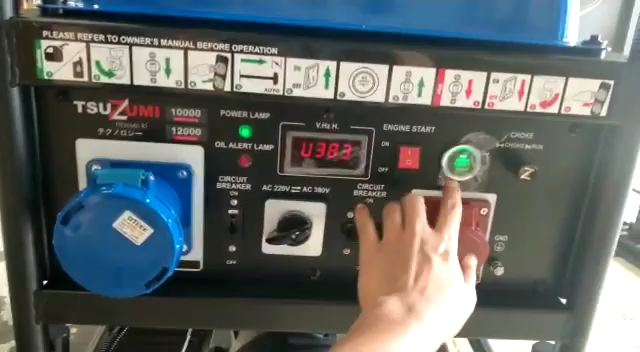 PLEASE REFER TO OWNER'S MANUAL BEFORE OPERATION
AUTO
TSUZUMI
テクノロジー
10000
12000
POWER LAMP
OIL ALERT LAMP
V.Hz.H.
U383
ENGINE START
ON
OFF
CHOKE
CHOKE RUN
CIRCUIT
BREAKER
ON
OFF
AC 220V AC 380V
CIRCUIT
BREAKER
ON
GND